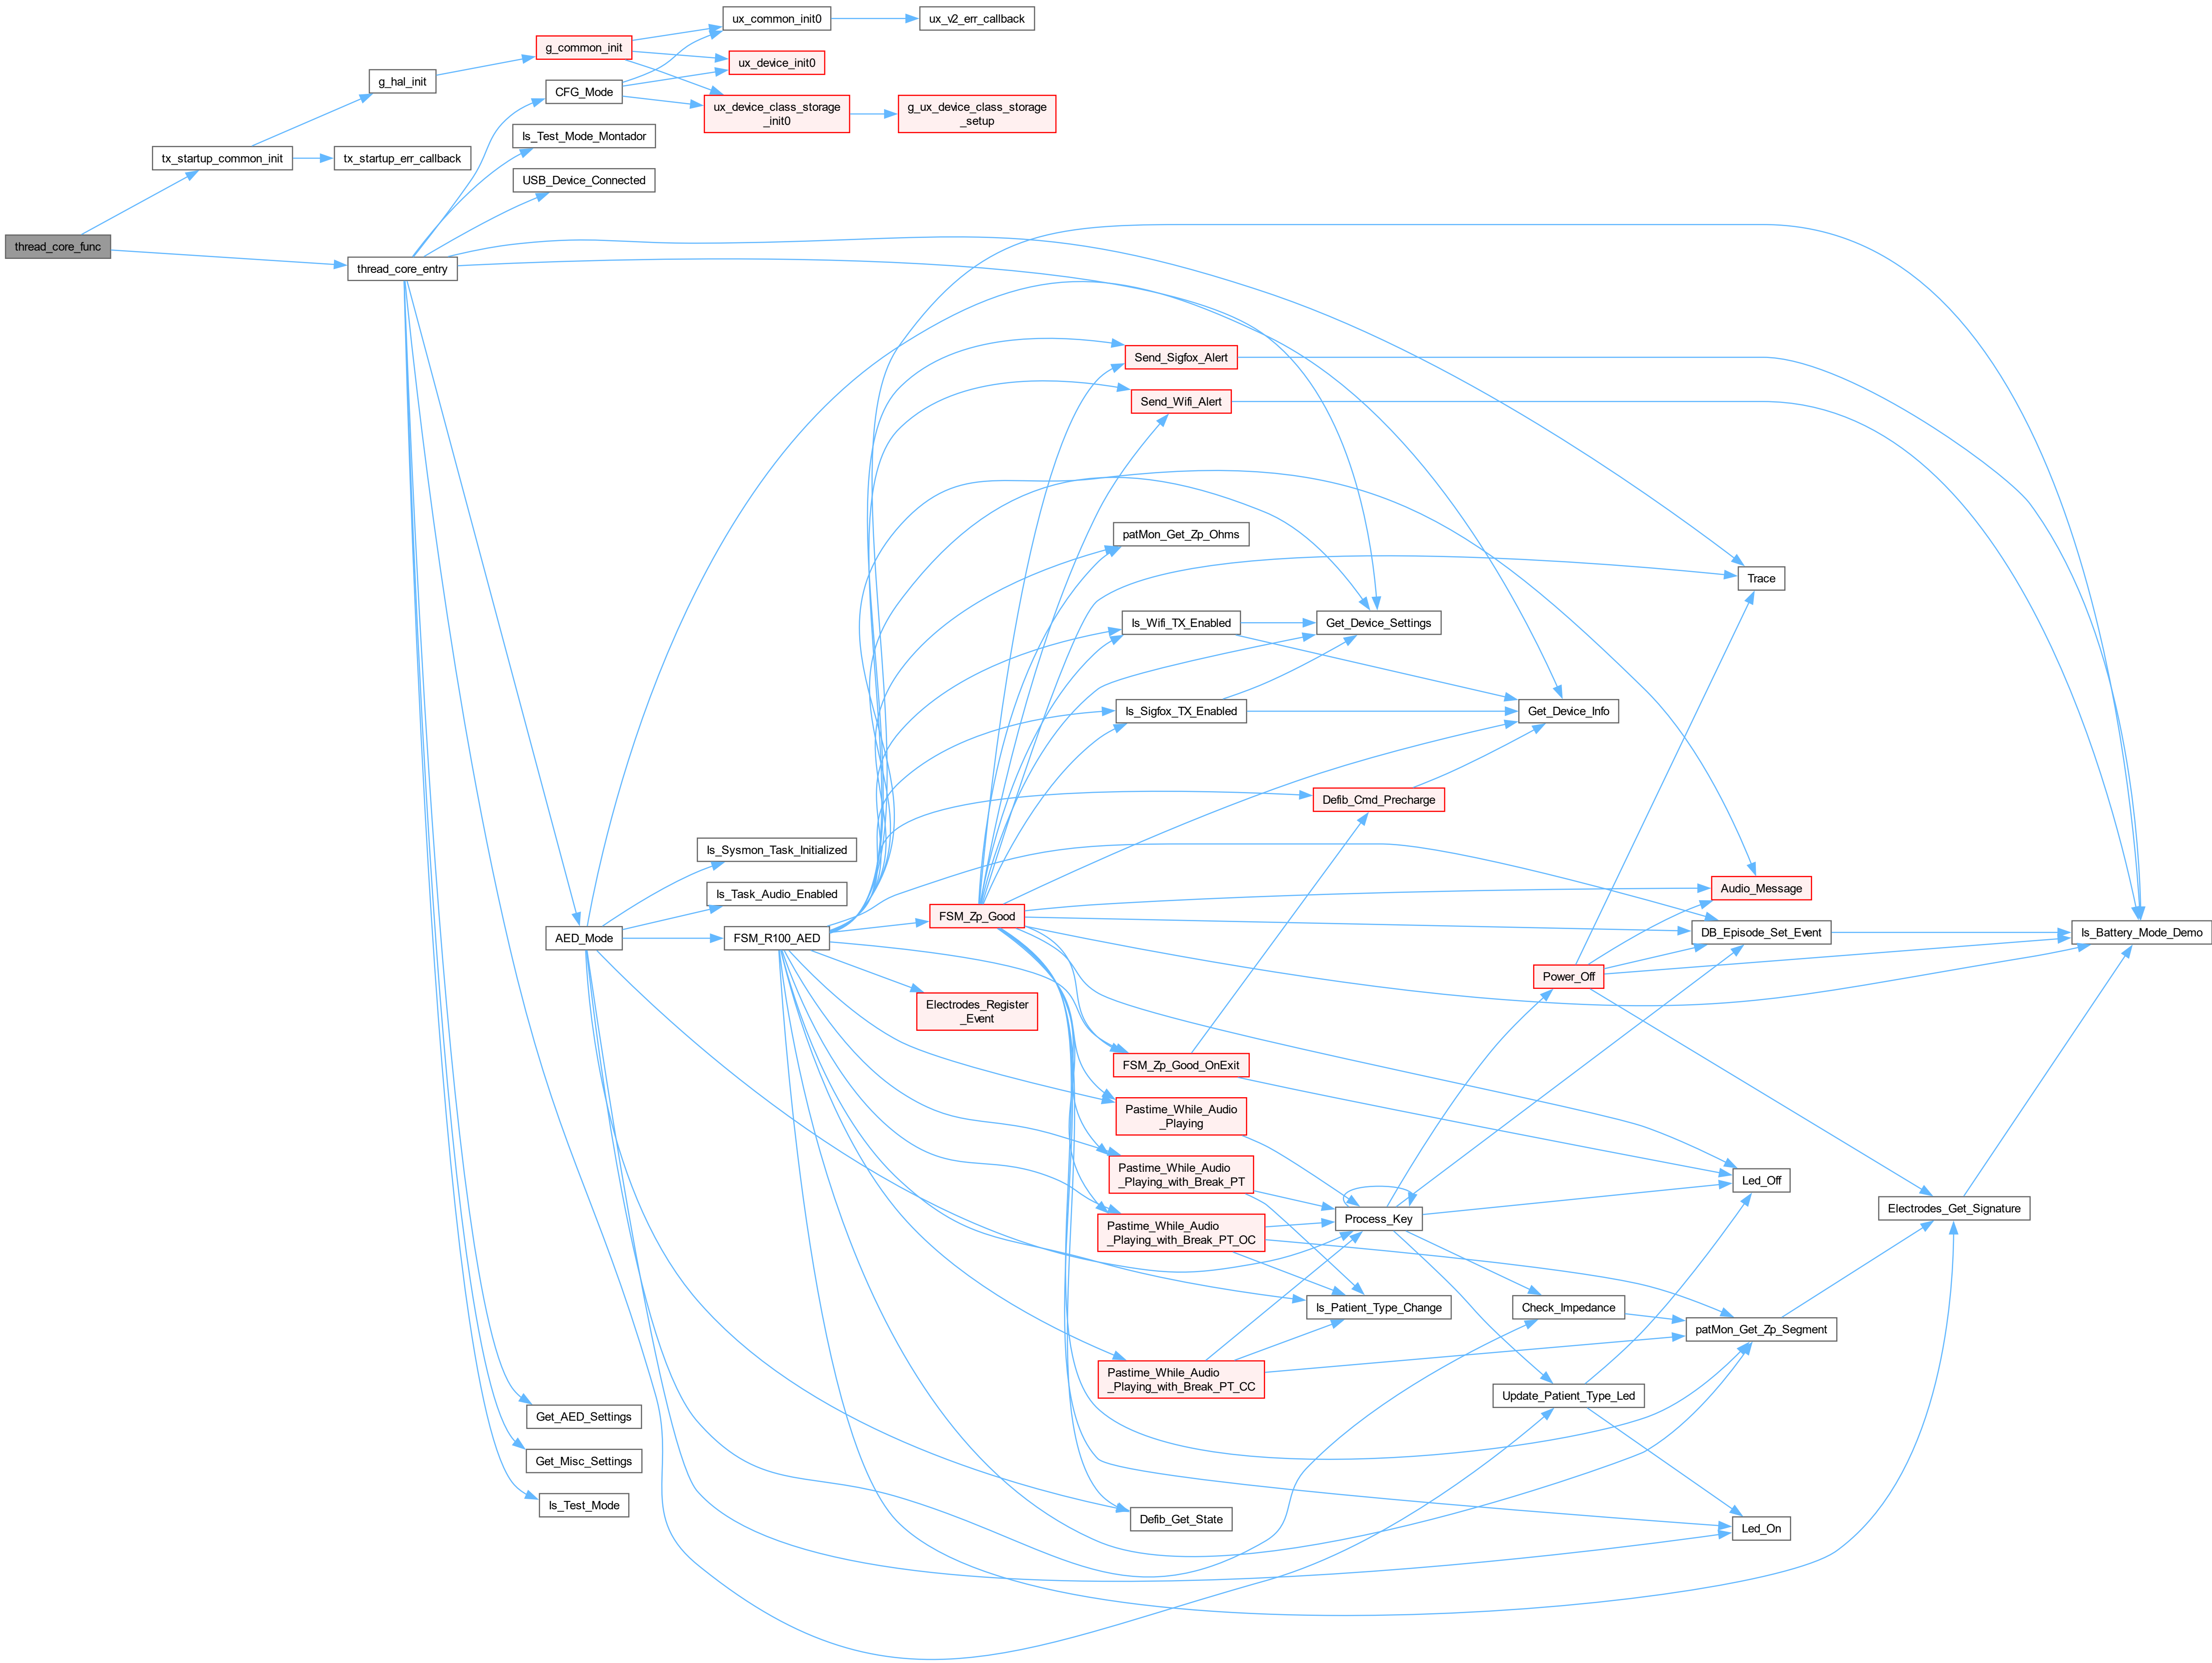 ux_common_init0
ux_v2_err_callback
g_common_init
ux_device_init0
g_hal_init
CFG_Mode
ux_device_class_storage
_init0
g_ux_device_class_storage
_setup
Is_Test_Mode_Montador
tx_startup_common_init
tx_startup_err_callback
USB_Device_Connected
thread_core_func
thread_core_entry
Send_Sigfox_Alert
Send_Wifi_Alert
patMon_Get_Zp_Ohms
Trace
Is_Wifi_TX_Enabled
Get_Device_Settings
Is_Sigfox_TX_Enabled
Get_Device_Info
Defib_Cmd_Precharge
Is_Sysmon_Task_Initialized
Is_Task_Audio_Enabled
Audio_Message
FSM_Zp_Good
AED_Mode
FSM_R100_AED
DB_Episode_Set_Event
Is_Battery_Mode_Demo
Power_Off
Electrodes_Register
_Event
FSM_Zp_Good_OnExit
Pastime_While_Audio
_Playing
Pastime_While_Audio
_Playing_with_Break_PT
Led_Off
Electrodes_Get_Signature
Process_Key
Pastime_While_Audio
_Playing_with_Break_PT_OC
Is_Patient_Type_Change
Check_Impedance
patMon_Get_Zp_Segment
Pastime_While_Audio
_Playing_with_Break_PT_CC
Update_Patient_Type_Led
Get_AED_Settings
Get_Misc_Settings
Is_Test_Mode
Defib_Get_State
Led_On